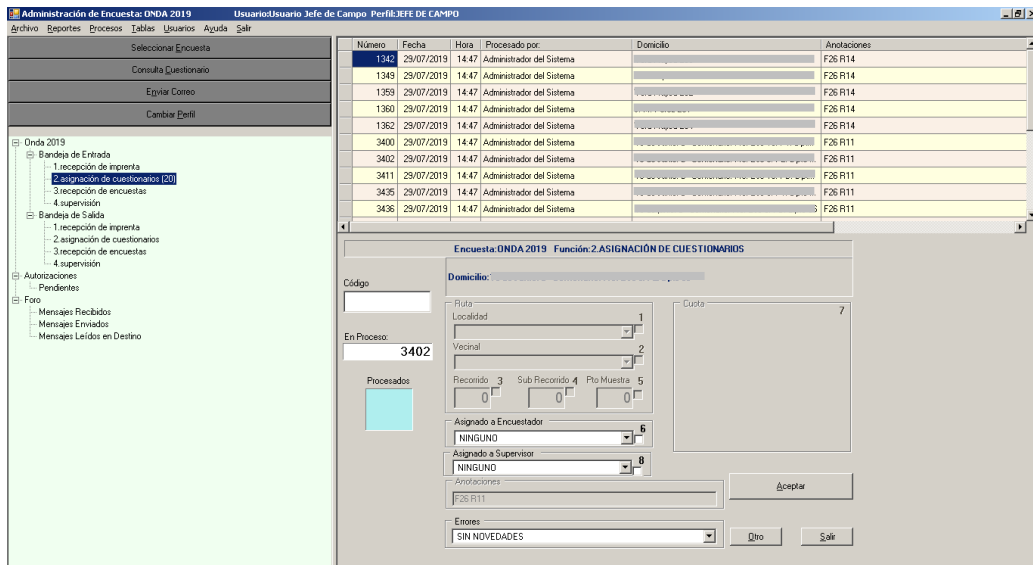 Administración de Encuesta: ONDA 2019 Usuario:Usuario Jefe de Campo Perfil:JEFE DE CAMPO
Archivo Reportes Procesos Tablas Usuarios Ayuda Salir
Seleccionar Encuesta
Consulta Cuestionario
Enviar Correo
Cambiar Perfil
Onda 2019
Bandeja de Entrada
1.recepción de imprenta
2.asignación de cuestionarios (20)
3.recepción de encuestas
4.supervisión
Bandeja de Salida
1.recepción de imprenta
2.asignación de cuestionarios
3.recepción de encuestas
4.supervisión
Autorizaciones
Pendientes
Foro
Mensajes Recibidos
Mensajes Enviados
Mensajes Leídos en Destino
Número Fecha Hora Procesado por: Domicilio Anotaciones
1342 29/07/2019 14:47 Administrador del Sistema F26 R14
1349 29/07/2019 14:47 Administrador del Sistema F26 R14
1359 29/07/2019 14:47 Administrador del Sistema F26 R14
1360 29/07/2019 14:47 Administrador del Sistema F26 R14
1362 29/07/2019 14:47 Administrador del Sistema F26 R14
3400 29/07/2019 14:47 Administrador del Sistema F26 R11
3402 29/07/2019 14:47 Administrador del Sistema F26 R11
3411 29/07/2019 14:47 Administrador del Sistema F26 R11
3435 29/07/2019 14:47 Administrador del Sistema F26 R11
3436 29/07/2019 14:47 Administrador del Sistema F26 R11
Encuesta:ONDA 2019 Función:2.ASIGNACIÓN DE CUESTIONARIOS
Domicilio:
Código
En Proceso:
3402
Procesados
Ruta
Localidad 1
Vecinal 2
Recorrido 3 Sub Recorrido 4 Pto Muestra 5
0 0 0
Cuota 7
Asignado a Encuestador 6
NINGUNO
Asignado a Supervisor 8
NINGUNO
Anotaciones
F26 R11
Aceptar
Errores
SIN NOVEDADES
Otro Salir